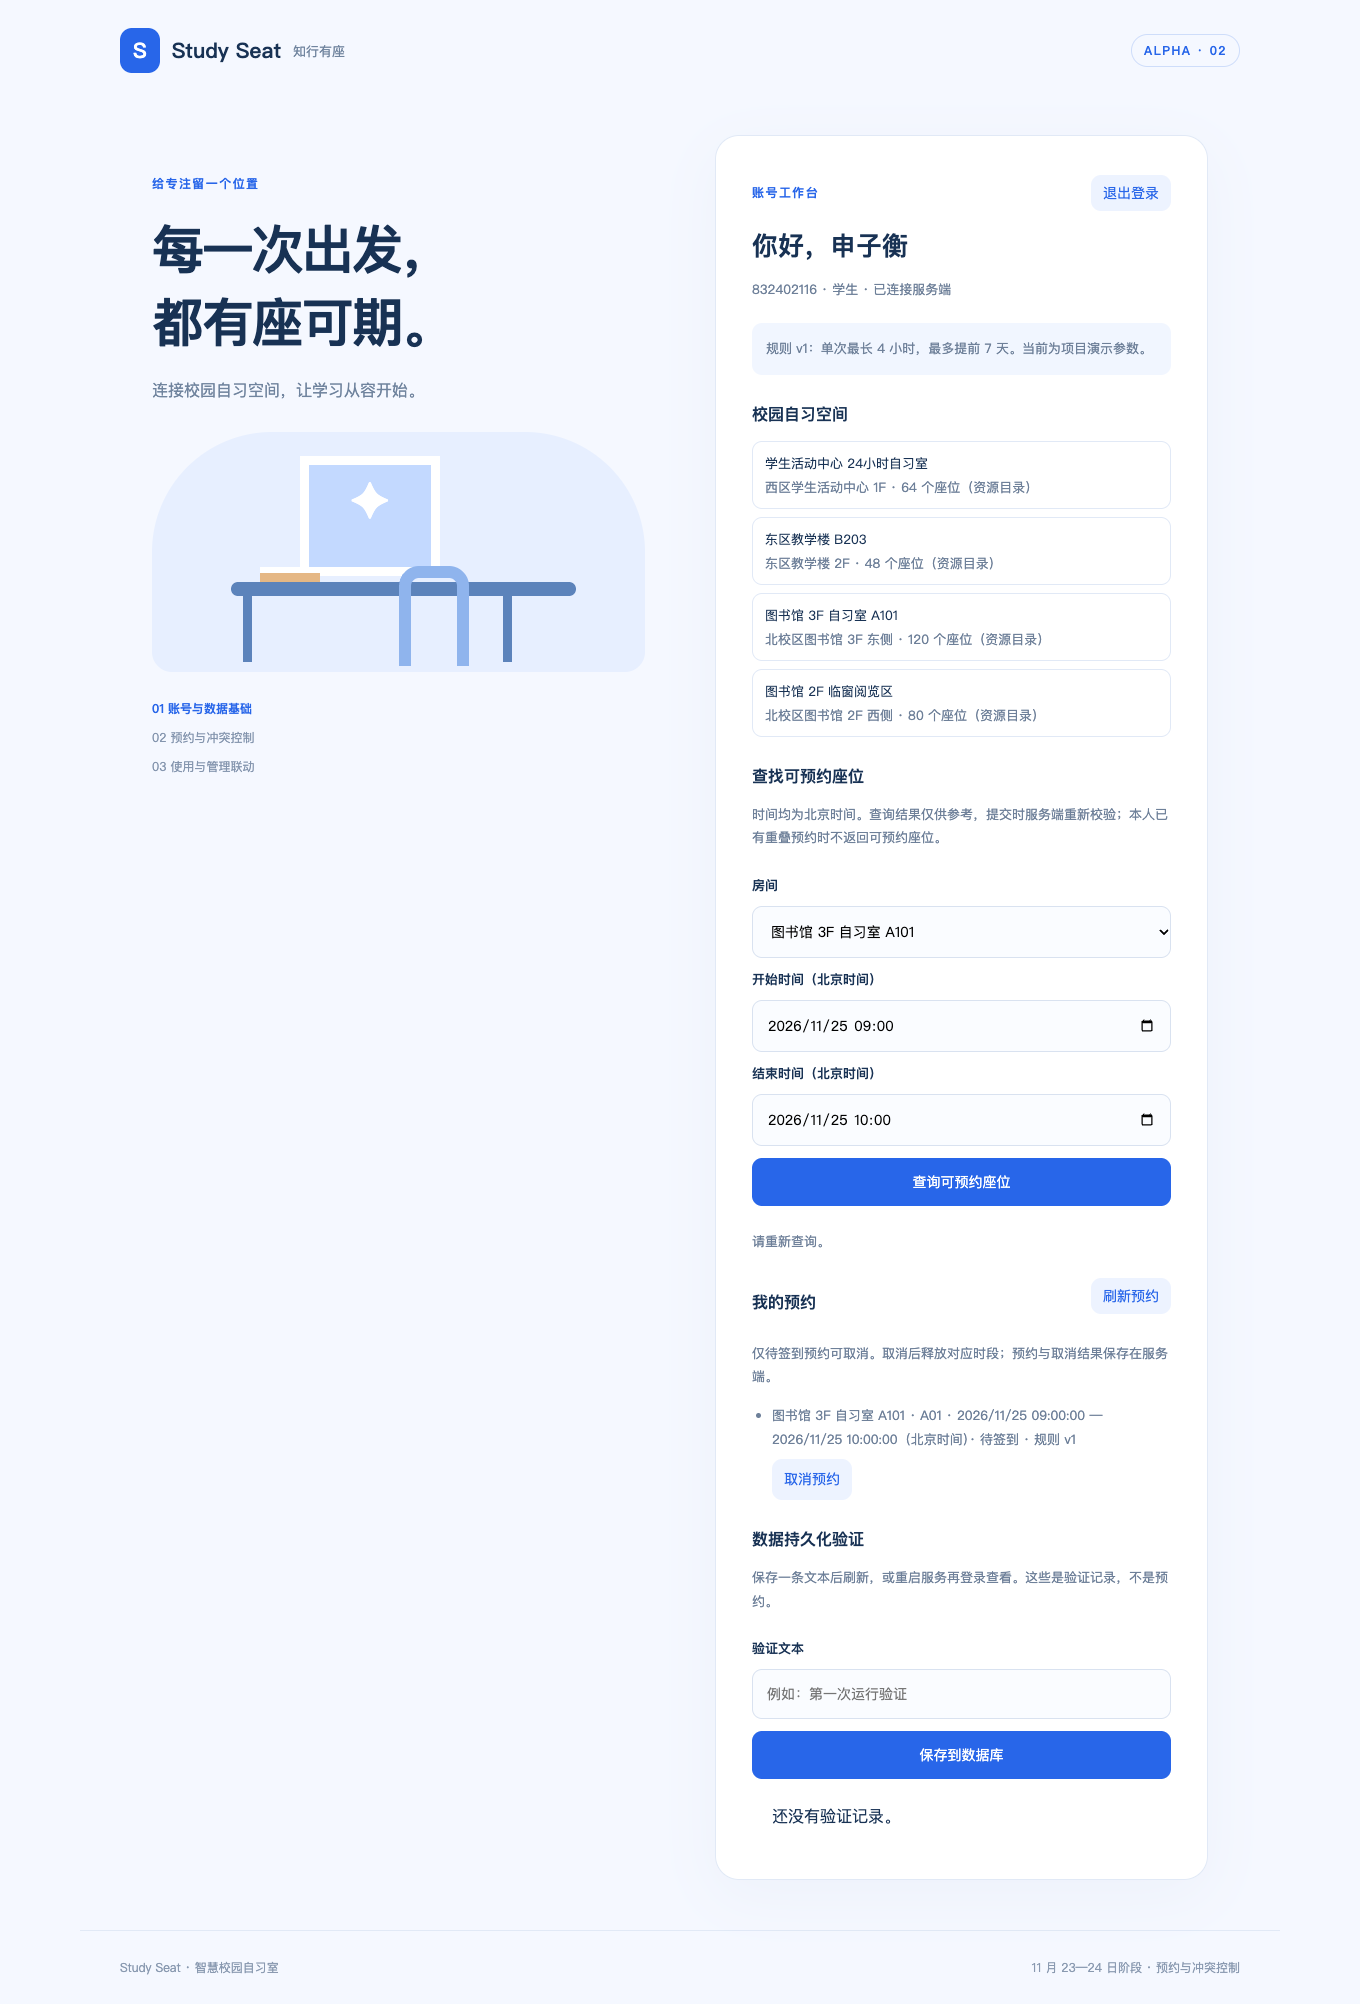 S Study Seat 知行有座
ALPHA · 02
给专注留一个位置
每一次出发，
都有座可期。
连接校园自习空间，让学习从容开始。
01 账号与数据基础
02 预约与冲突控制
03 使用与管理联动
账号工作台
退出登录
你好，申子衡
832402116 · 学生 · 已连接服务端
规则 v1：单次最长 4 小时，最多提前 7 天。当前为项目演示参数。
校园自习空间
学生活动中心 24小时自习室
西区学生活动中心 1F · 64 个座位（资源目录）
东区教学楼 B203
东区教学楼 2F · 48 个座位（资源目录）
图书馆 3F 自习室 A101
北校区图书馆 3F 东侧 · 120 个座位（资源目录）
图书馆 2F 临窗阅览区
北校区图书馆 2F 西侧 · 80 个座位（资源目录）
查找可预约座位
时间均为北京时间。查询结果仅供参考，提交时服务端重新校验；本人已
有重叠预约时不返回可预约座位。
房间
图书馆 3F 自习室 A101
开始时间（北京时间）
2026/11/25 09:00
结束时间（北京时间）
2026/11/25 10:00
查询可预约座位
请重新查询。
我的预约
刷新预约
仅待签到预约可取消。取消后释放对应时段；预约与取消结果保存在服务
端。
图书馆 3F 自习室 A101 · A01 · 2026/11/25 09:00:00 —
2026/11/25 10:00:00（北京时间）· 待签到 · 规则 v1
取消预约
数据持久化验证
保存一条文本后刷新，或重启服务再登录查看。这些是验证记录，不是预
约。
验证文本
例如：第一次运行验证
保存到数据库
还没有验证记录。
Study Seat · 智慧校园自习室
11 月 23—24 日阶段 · 预约与冲突控制